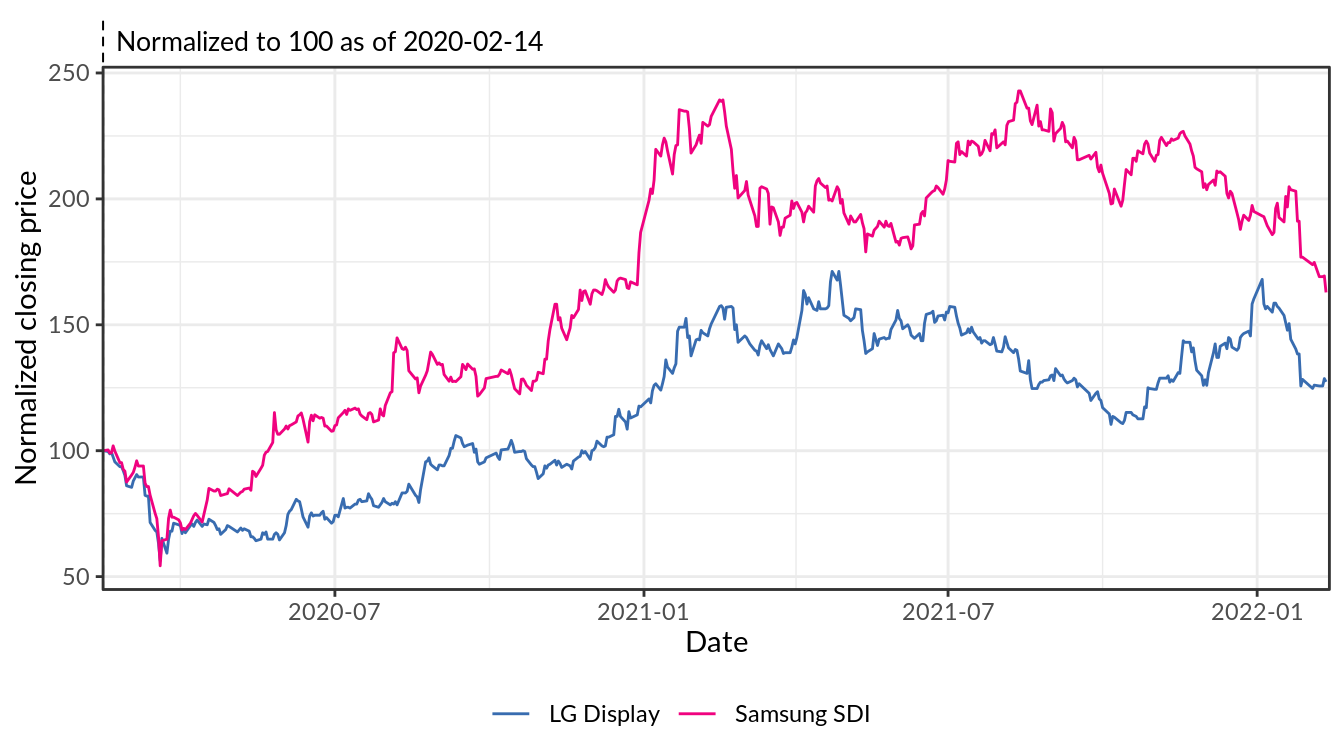 Normalized to 100 as of 2020-02-14
250
200
150
100
50
Normalized closing price
2020-07
2021-01
2021-07
2022-01
Date
LG Display
Samsung SDI